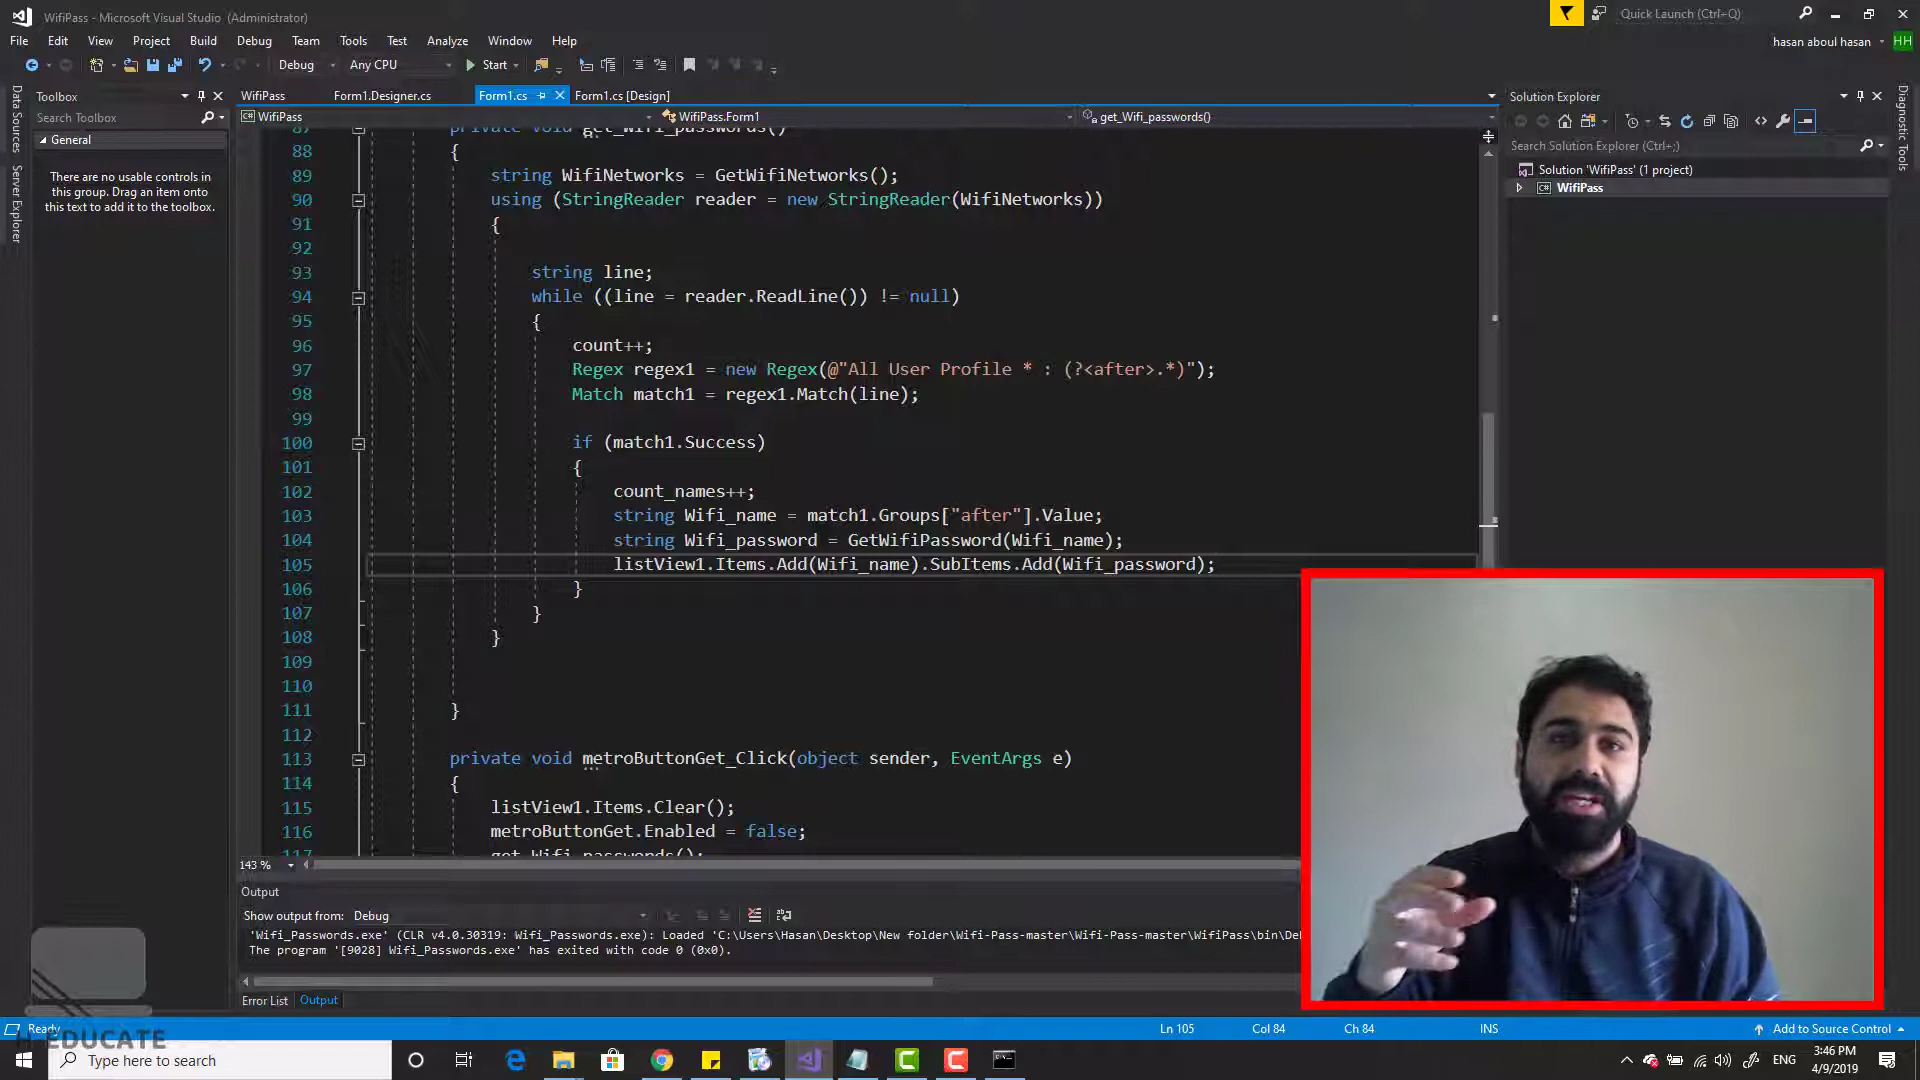 WifiPass - Microsoft Visual Studio (Administrator)
Quick Launch (Ctrl+Q)
File Edit View Project Build Debug Team Tools Test Analyze Window Help
hasan aboul hasan HH
Debug Any CPU Start
Data Sources
Server Explorer
Toolbox
Search Toolbox
General
There are no usable controls in
this group. Drag an item onto
this text to add it to the toolbox.
WifiPass Form1.Designer.cs Form1.cs Form1.cs [Design]
WifiPass WifiPass.Form1 get_Wifi_passwords()
87 private void get_Wifi_passwords()
88 {
89 string WifiNetworks = GetWifiNetworks();
90 using (StringReader reader = new StringReader(WifiNetworks))
91 {
92
93 string line;
94 while ((line = reader.ReadLine()) != null)
95 {
96 count++;
97 Regex regex1 = new Regex(@"All User Profile * : (?<after>.*)");
98 Match match1 = regex1.Match(line);
99
100 if (match1.Success)
101 {
102 count_names++;
103 string Wifi_name = match1.Groups["after"].Value;
104 string Wifi_password = GetWifiPassword(Wifi_name);
105 listView1.Items.Add(Wifi_name).SubItems.Add(Wifi_password);
106 }
107 }
108 }
109
110
111 }
112
113 private void metroButtonGet_Click(object sender, EventArgs e)
114 {
115 listView1.Items.Clear();
116 metroButtonGet.Enabled = false;
117 get_Wifi_passwords();
143 %
Output
Show output from: Debug
'Wifi_Passwords.exe' (CLR v4.0.30319: Wifi_Passwords.exe): Loaded 'C:\Users\Hasan\Desktop\New folder\Wifi-Pass-master\Wifi-Pass-master\WifiPass\bin\De
The program '[9028] Wifi_Passwords.exe' has exited with code 0 (0x0).
Error List Output
Solution Explorer
Search Solution Explorer (Ctrl+;)
Solution 'WifiPass' (1 project)
WifiPass
Diagnostic Tools
Ready
H-EDUCATE
Ln 105 Col 84 Ch 84 INS Add to Source Control
Type here to search
ENG
3:46 PM
4/9/2019